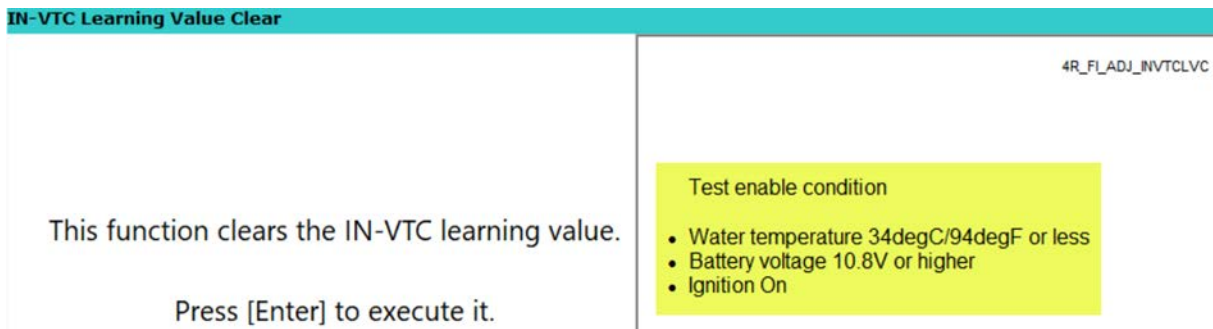 IN-VTC Learning Value Clear
4R_FI_ADJ_INVTCLVC
This function clears the IN-VTC learning value.
Press [Enter] to execute it.
Test enable condition
• Water temperature 34degC/94degF or less
• Battery voltage 10.8V or higher
• Ignition On